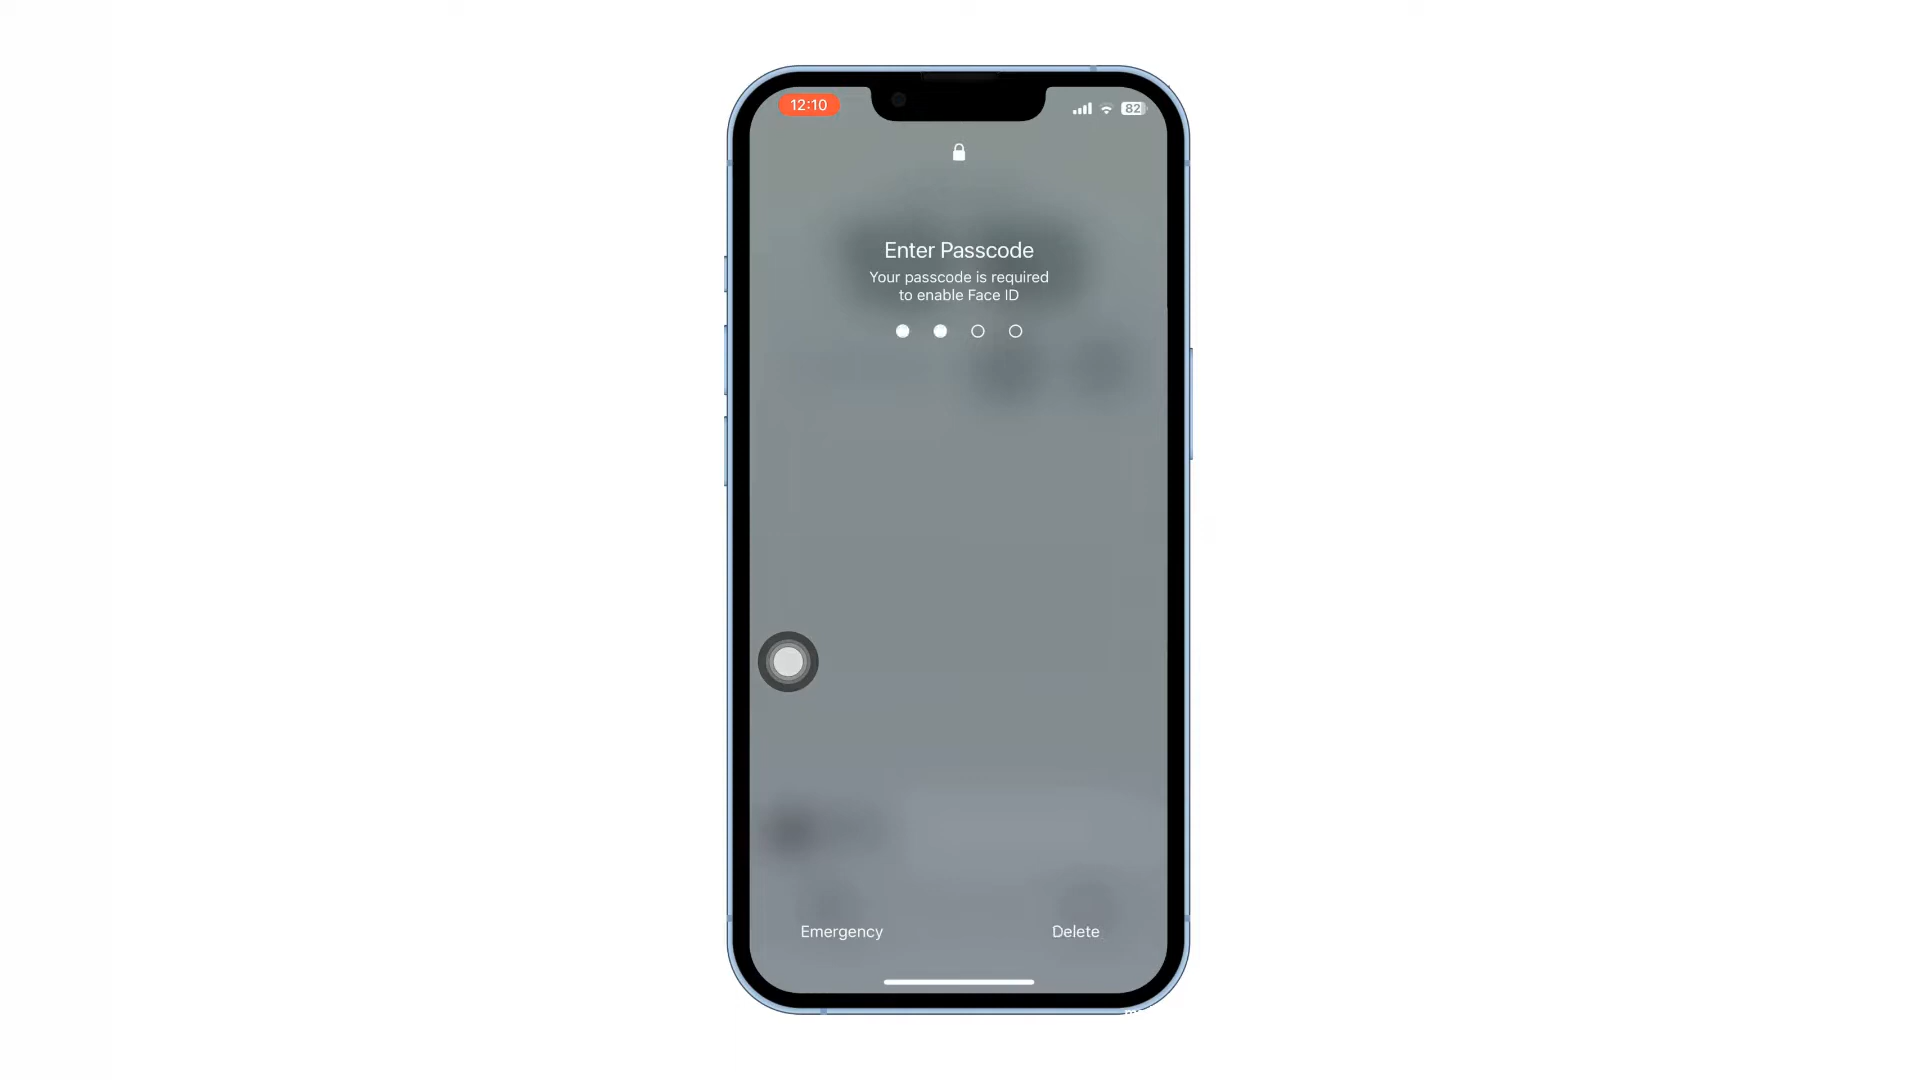 12:10
82
Enter Passcode
Your passcode is required
to enable Face ID
Emergency
Delete